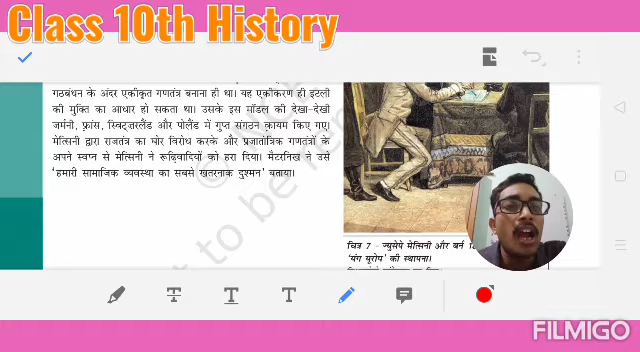 Class 10th History
गठबंधन के अंदर एकीकृत गणतंत्र बनाना ही था। यह एकीकरण ही इटली
की मुक्ति का आधार हो सकता था। उसके इस मॉडल की देखा-देखी
जर्मनी, फ़्रांस, स्विट्ज़रलैंड और पोलैंड में गुप्त संगठन क़ायम किए गए।
मेत्सिनी द्वारा राजतंत्र का घोर विरोध करके और प्रजातांत्रिक गणतंत्रों के
अपने स्वप्न से मेत्सिनी ने रूढ़िवादियों को हरा दिया। मैटरनिख ने उसे
‘हमारी सामाजिक व्यवस्था का सबसे ख़तरनाक दुश्मन’ बताया।
चित्र 7 – ज्युसेपे मेत्सिनी और बर्न
‘यंग यूरोप’ की स्थापना।
T T T
FILMIGO